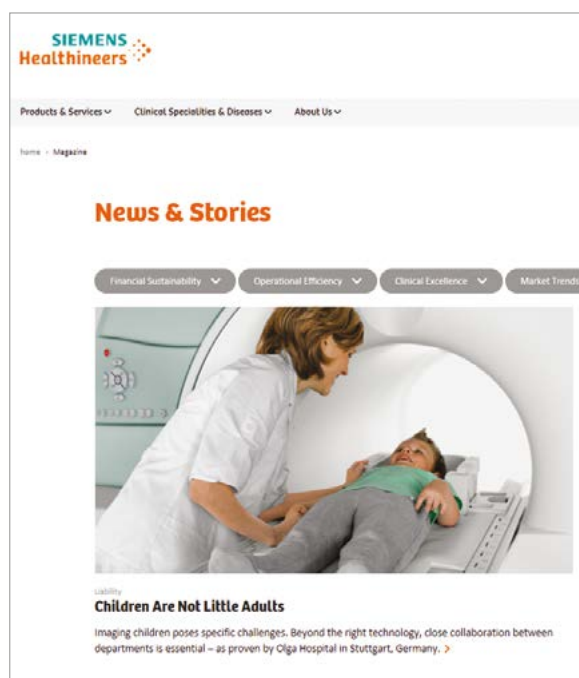 SIEMENS
Healthineers
Products & Services
Clinical Specialities & Diseases
About Us
home
Magazine
News & Stories
Financial Sustainability
Operational Efficiency
Clinical Excellence
Market Trends
Liability
Children Are Not Little Adults
Imaging children poses specific challenges. Beyond the right technology, close collaboration between
departments is essential – as proven by Olga Hospital in Stuttgart, Germany. >